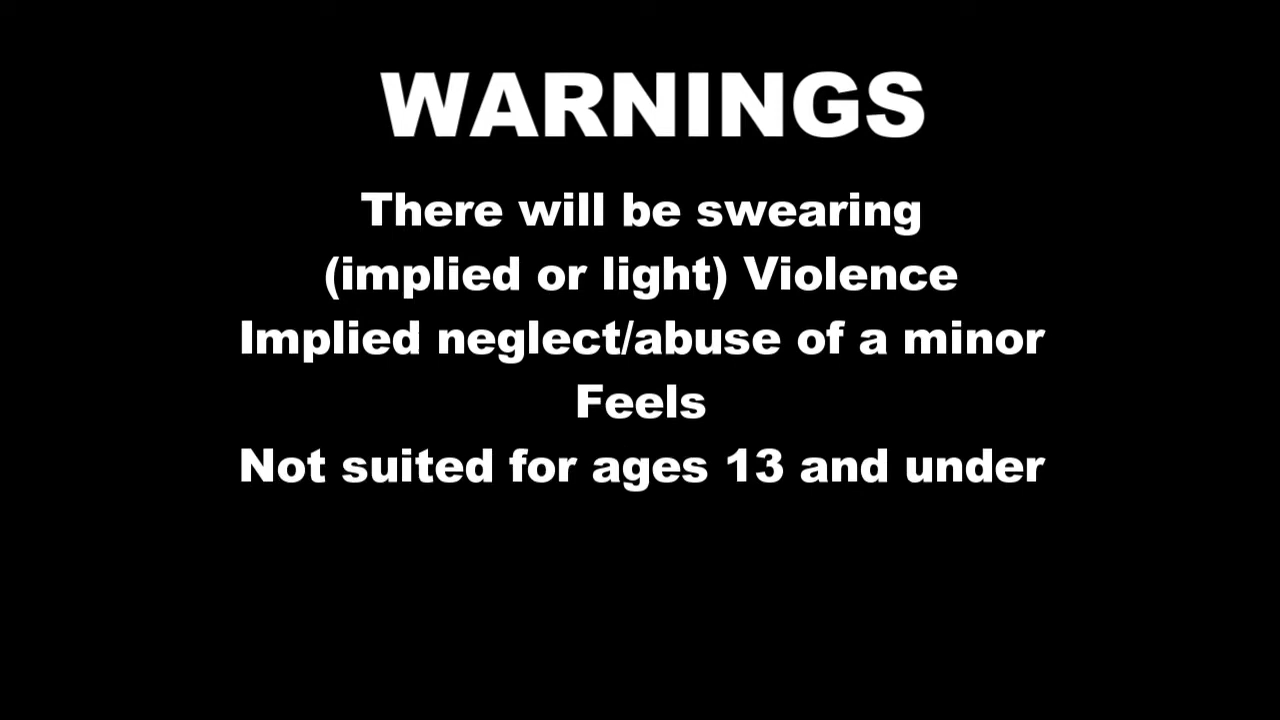 WARNINGS
There will be swearing
(implied or light) Violence
Implied neglect/abuse of a minor
Feels
Not suited for ages 13 and under